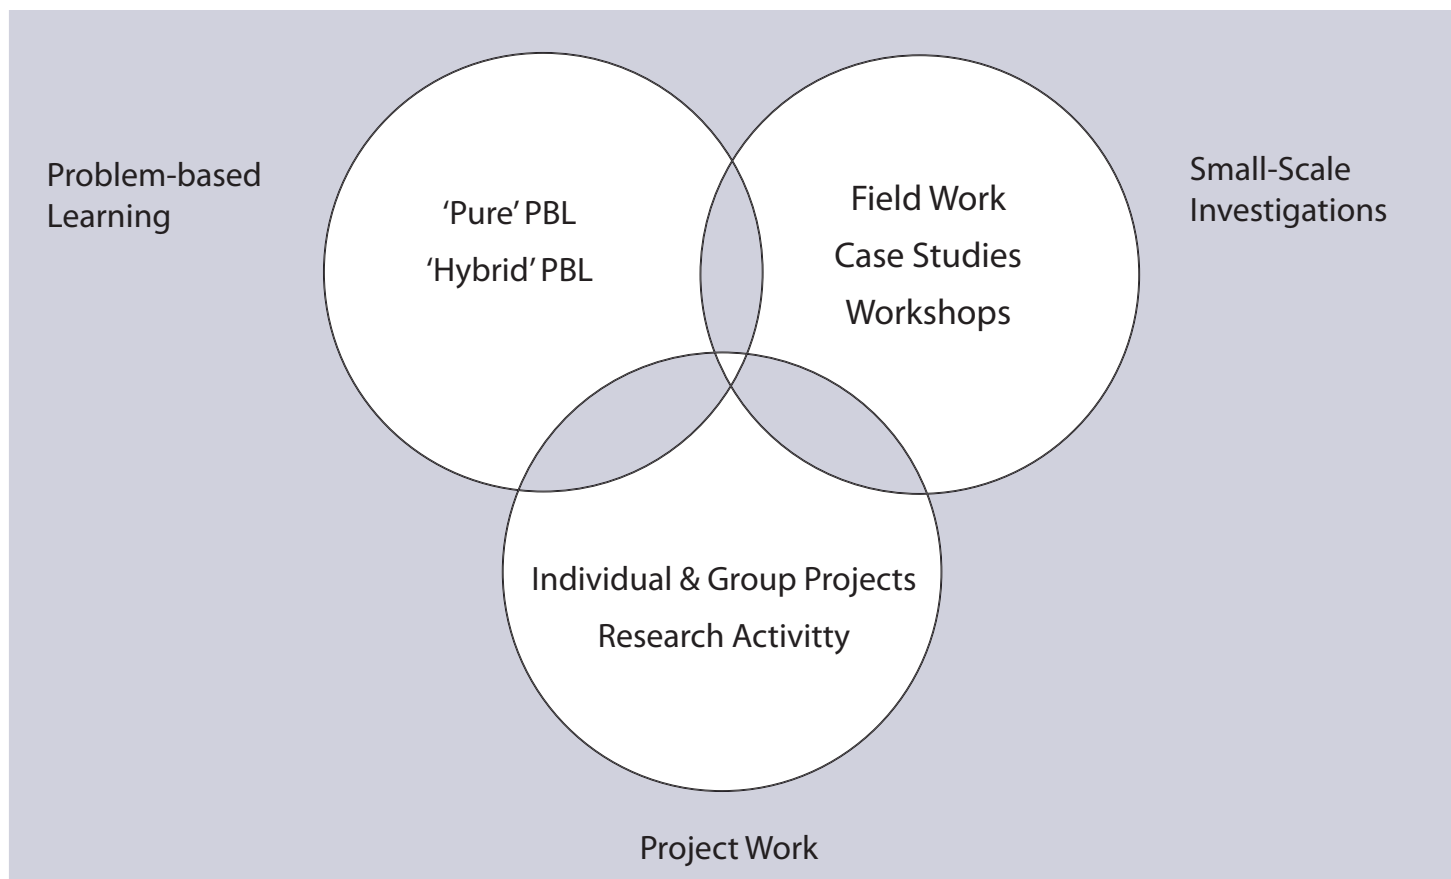 Problem-based
Learning
‘Pure’ PBL
‘Hybrid’ PBL
Field Work
Case Studies
Workshops
Small-Scale
Investigations
Individual & Group Projects
Research Activitty
Project Work